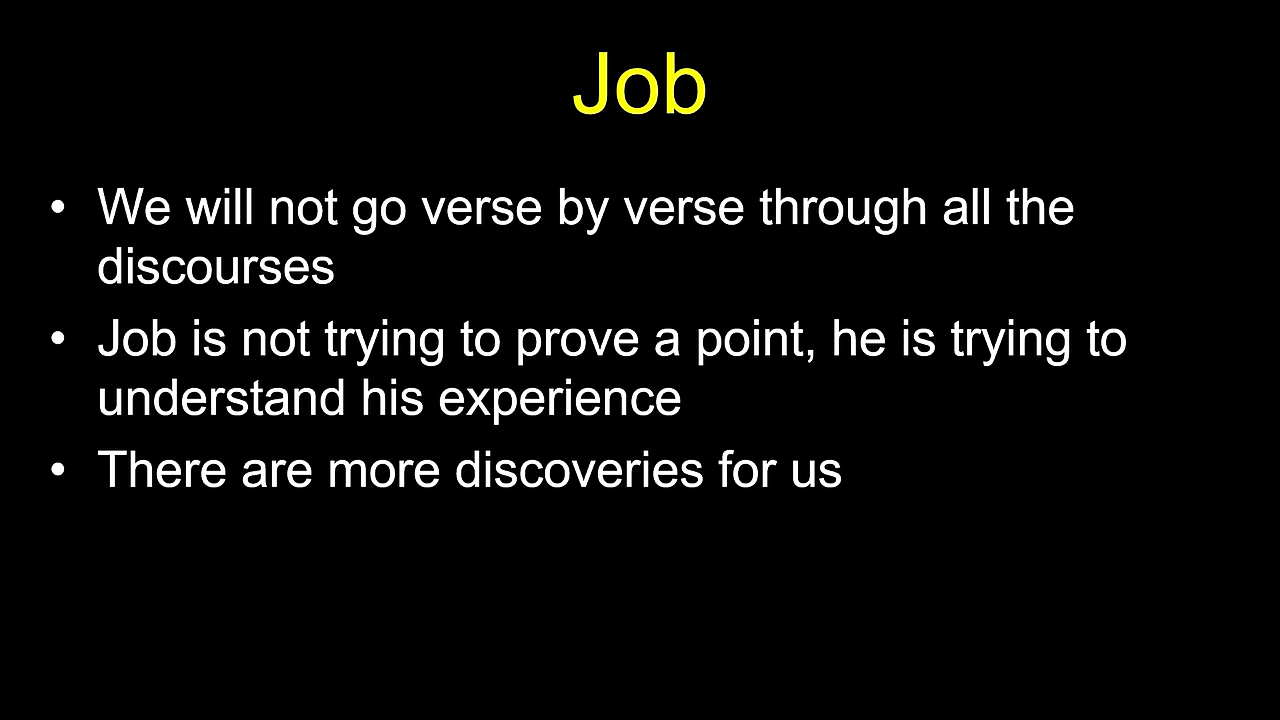 Job
• We will not go verse by verse through all the
discourses
• Job is not trying to prove a point, he is trying to
understand his experience
• There are more discoveries for us